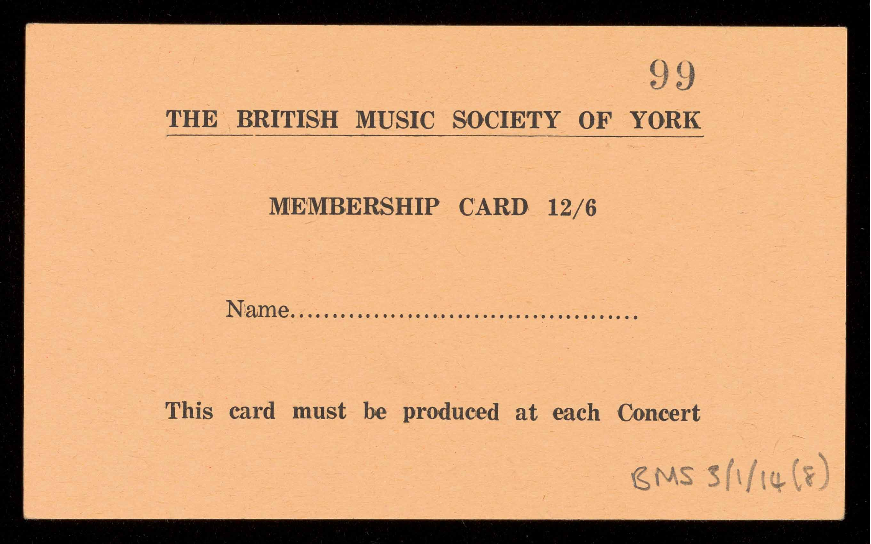 99
THE BRITISH MUSIC SOCIETY OF YORK
MEMBERSHIP CARD 12/6
Name..........................................
This card must be produced at each Concert
BMS 3/1/14 (8)